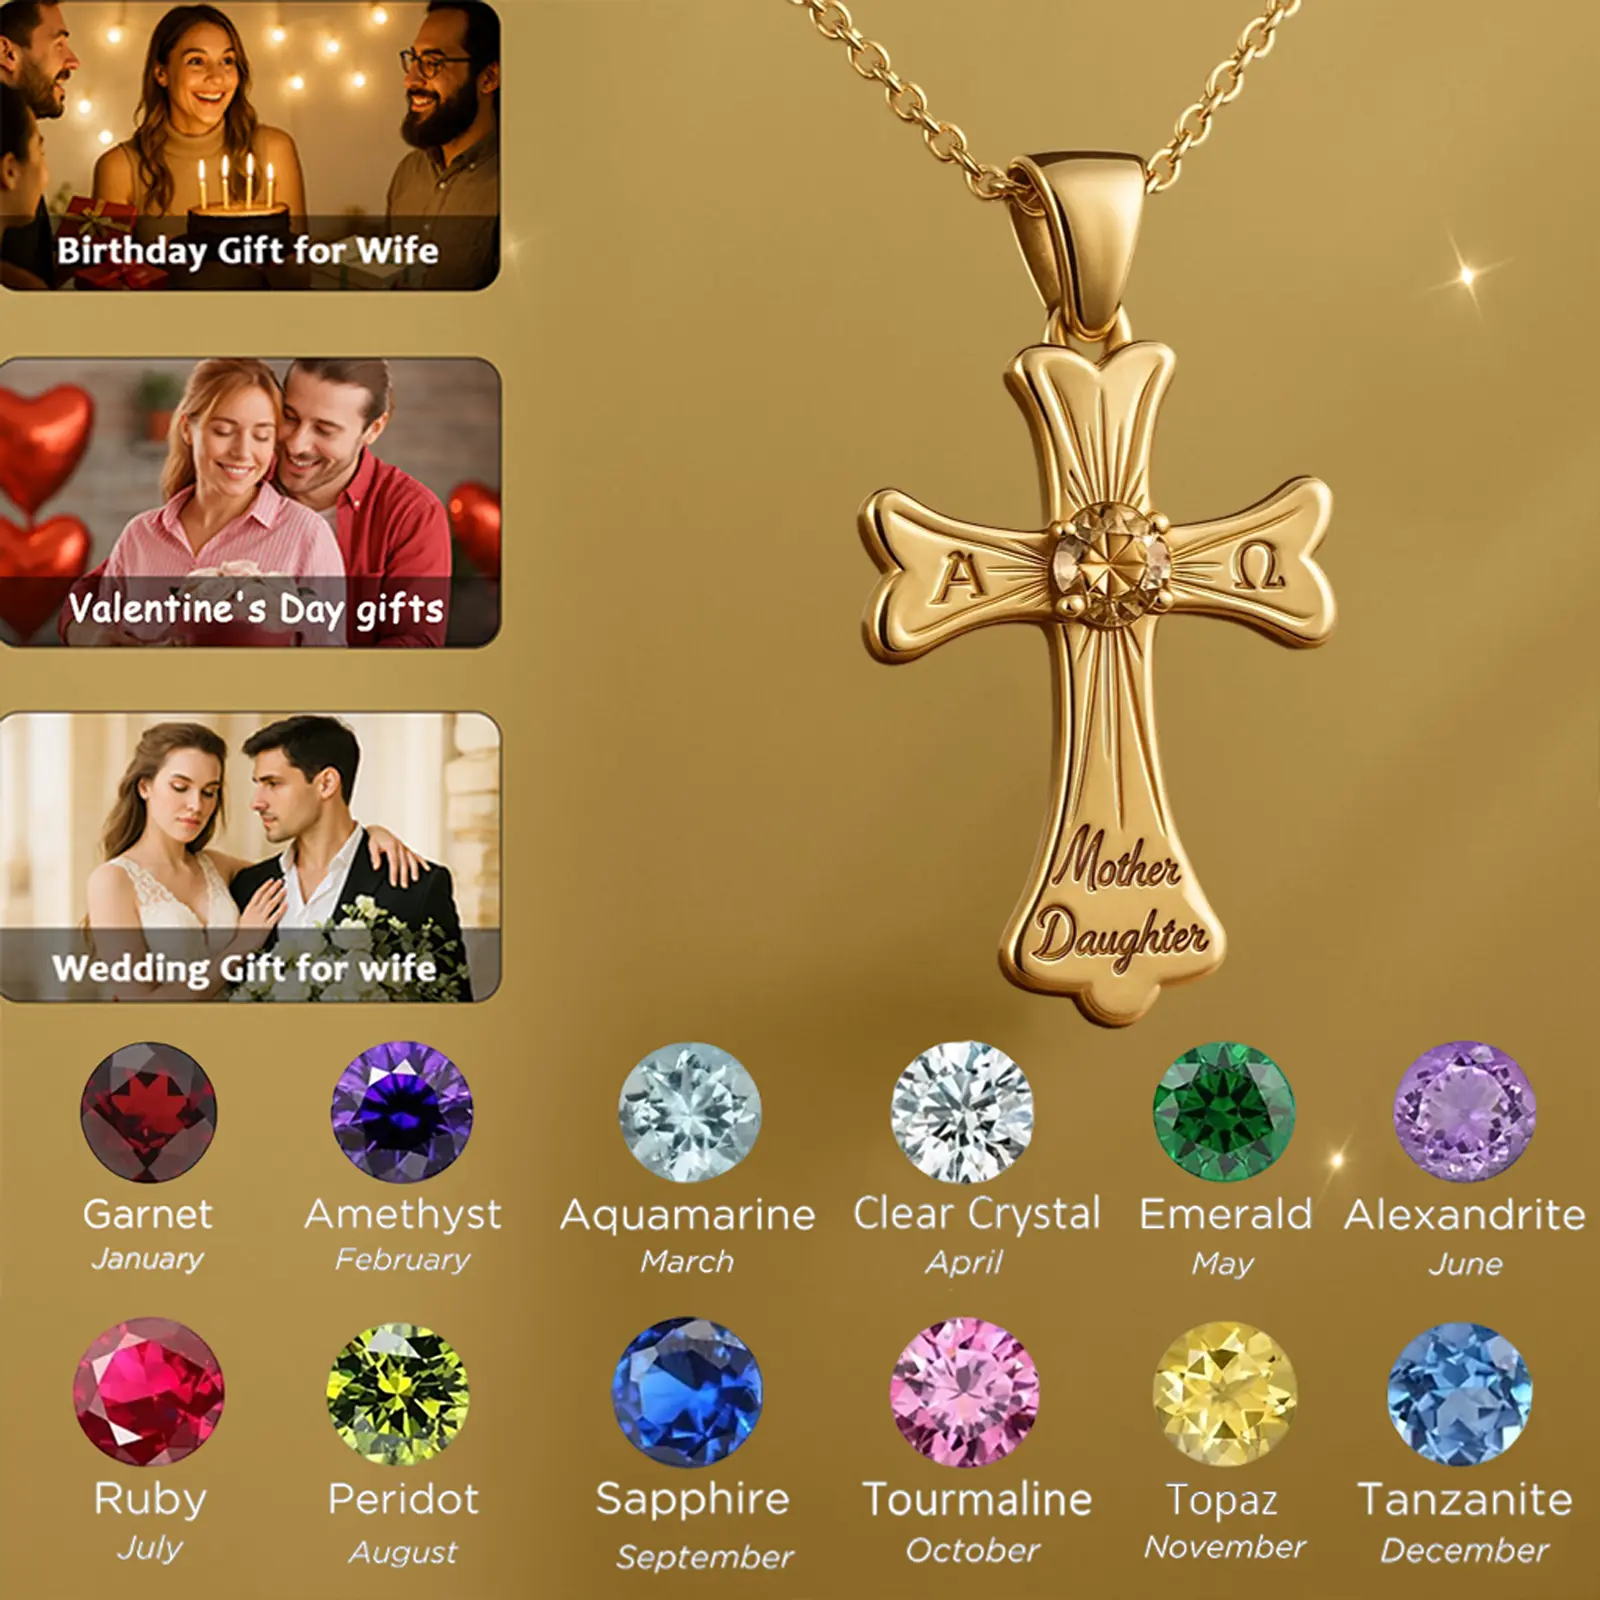 Birthday Gift for Wife
Valentine's Day gifts
Wedding Gift for wife
Α Ω
Mother
Daughter
Garnet Amethyst Aquamarine Clear Crystal Emerald Alexandrite
January February March April May June
Ruby Peridot Sapphire Tourmaline Topaz Tanzanite
July August September October November December